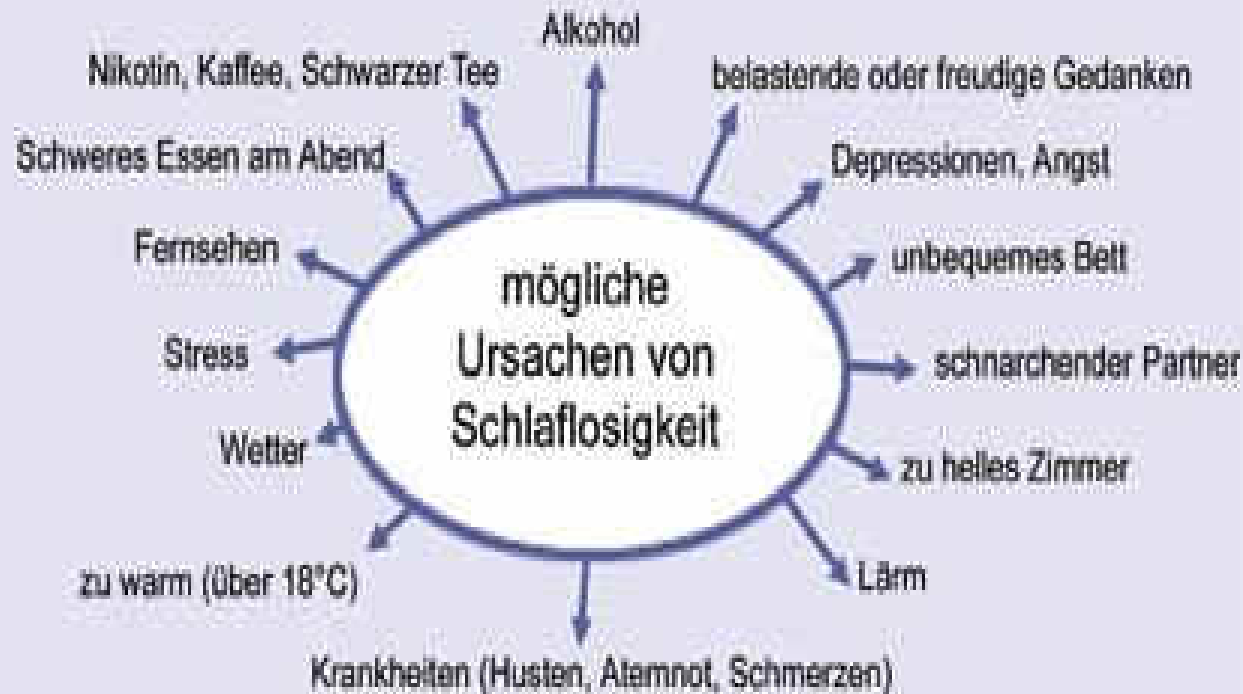 Alkohol
Nikotin, Kaffee, Schwarzer Tee
belastende oder freudige Gedanken
Schweres Essen am Abend
Depressionen, Angst
Fernsehen
unbequemes Bett
mögliche
Ursachen von
Schlaflosigkeit
Stress
schnarchender Partner
Wetter
zu helles Zimmer
zu warm (über 18°C)
Lärm
Krankheiten (Husten, Atemnot, Schmerzen)